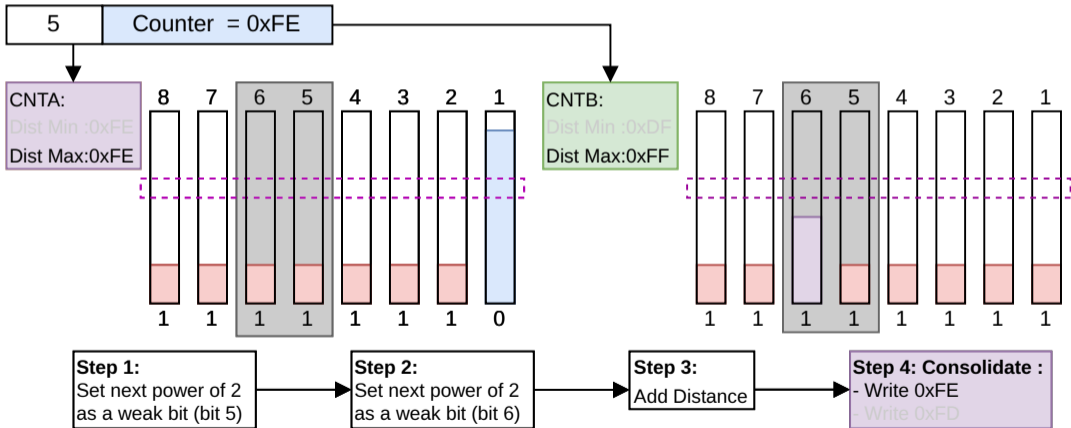 5 Counter = 0xFE
CNTA:
Dist Min :0xFE
Dist Max:0xFE
8 7 6 5 4 3 2 1
1 1 1 1 1 1 1 0
CNTB:
Dist Min :0xDF
Dist Max:0xFF
8 7 6 5 4 3 2 1
1 1 1 1 1 1 1 1
Step 1:
Set next power of 2
as a weak bit (bit 5)
Step 2:
Set next power of 2
as a weak bit (bit 6)
Step 3:
Add Distance
Step 4: Consolidate :
- Write 0xFE
- Write 0xFD